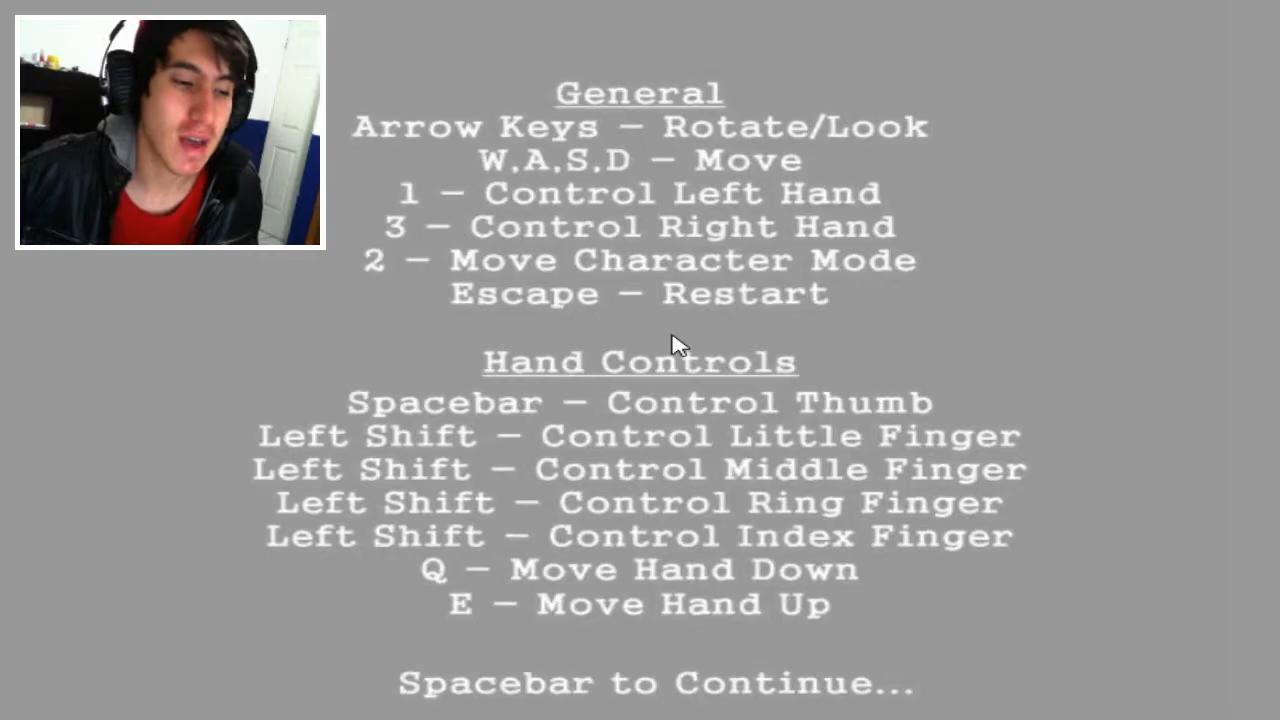 General
Arrow Keys – Rotate/Look
W,A,S,D – Move
1 – Control Left Hand
3 – Control Right Hand
2 – Move Character Mode
Escape – Restart
Hand Controls
Spacebar – Control Thumb
Left Shift – Control Little Finger
Left Shift – Control Middle Finger
Left Shift – Control Ring Finger
Left Shift – Control Index Finger
Q – Move Hand Down
E – Move Hand Up
Spacebar to Continue...